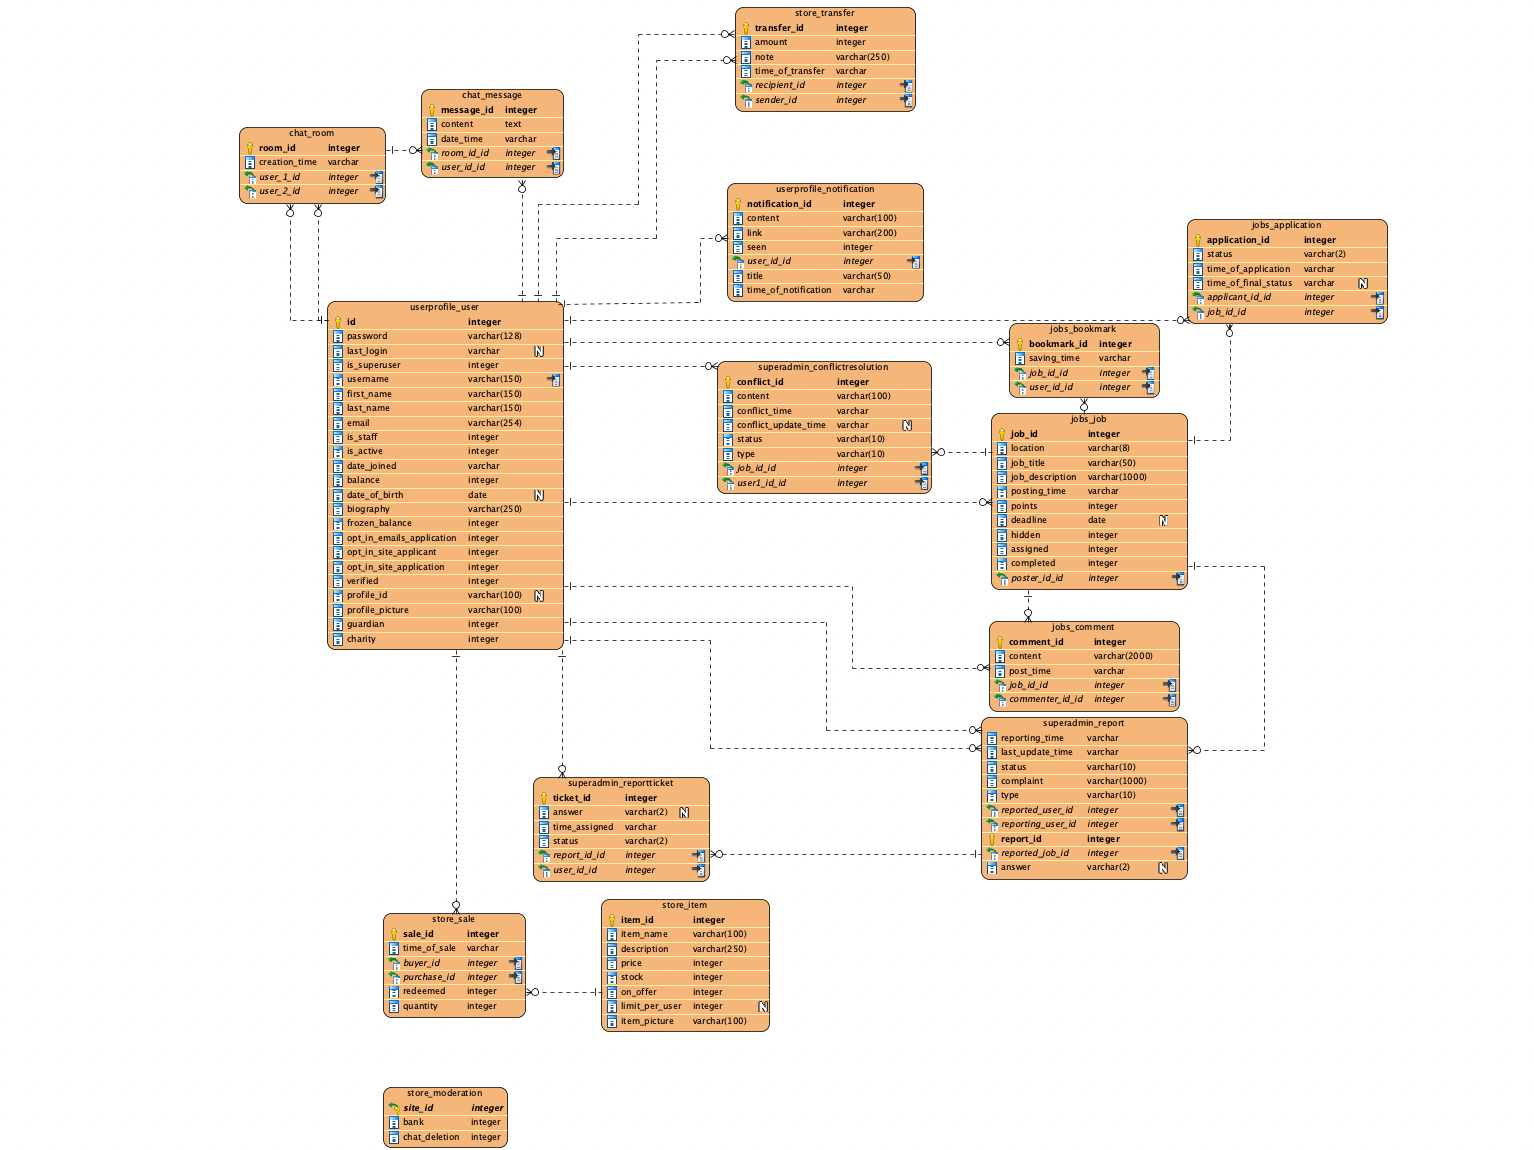 store_transfer
transfer_id integer
amount integer
note varchar(250)
time_of_transfer varchar
recipient_id integer
sender_id integer
chat_message
message_id integer
content text
date_time varchar
room_id_id integer
user_id_id integer
chat_room
room_id integer
creation_time varchar
user_1_id integer
user_2_id integer
userprofile_notification
notification_id integer
content varchar(100)
link varchar(200)
seen integer
user_id_id integer
title varchar(50)
time_of_notification varchar
jobs_application
application_id integer
status varchar(2)
time_of_application varchar
time_of_final_status varchar N
applicant_id_id integer
job_id_id integer
userprofile_user
id integer
password varchar(128)
last_login varchar N
is_superuser integer
username varchar(150)
first_name varchar(150)
last_name varchar(150)
email varchar(254)
is_staff integer
is_active integer
date_joined varchar
balance integer
date_of_birth date N
biography varchar(250)
frozen_balance integer
opt_in_emails_application integer
opt_in_site_applicant integer
opt_in_site_application integer
verified integer
profile_id varchar(100) N
profile_picture varchar(100)
guardian integer
charity integer
jobs_bookmark
bookmark_id integer
saving_time varchar
job_id_id integer
user_id_id integer
superadmin_conflictresolution
conflict_id integer
content varchar(100)
conflict_time varchar
conflict_update_time varchar N
status varchar(10)
type varchar(10)
job_id_id integer
user1_id_id integer
jobs_job
job_id integer
location varchar(8)
job_title varchar(50)
job_description varchar(1000)
posting_time varchar
points integer
deadline date N
hidden integer
assigned integer
completed integer
poster_id_id integer
jobs_comment
comment_id integer
content varchar(2000)
post_time varchar
job_id_id integer
commenter_id_id integer
superadmin_report
reporting_time varchar
last_update_time varchar
status varchar(10)
complaint varchar(1000)
type varchar(10)
reported_user_id integer
reporting_user_id integer
report_id integer
reported_job_id integer
answer varchar(2) N
superadmin_reportticket
ticket_id integer
answer varchar(2) N
time_assigned varchar
status varchar(2)
report_id_id integer
user_id_id integer
store_sale
sale_id integer
time_of_sale varchar
buyer_id integer
purchase_id integer
redeemed integer
quantity integer
store_item
item_id integer
item_name varchar(100)
description varchar(250)
price integer
stock integer
on_offer integer
limit_per_user integer N
item_picture varchar(100)
store_moderation
site_id integer
bank integer
chat_deletion integer